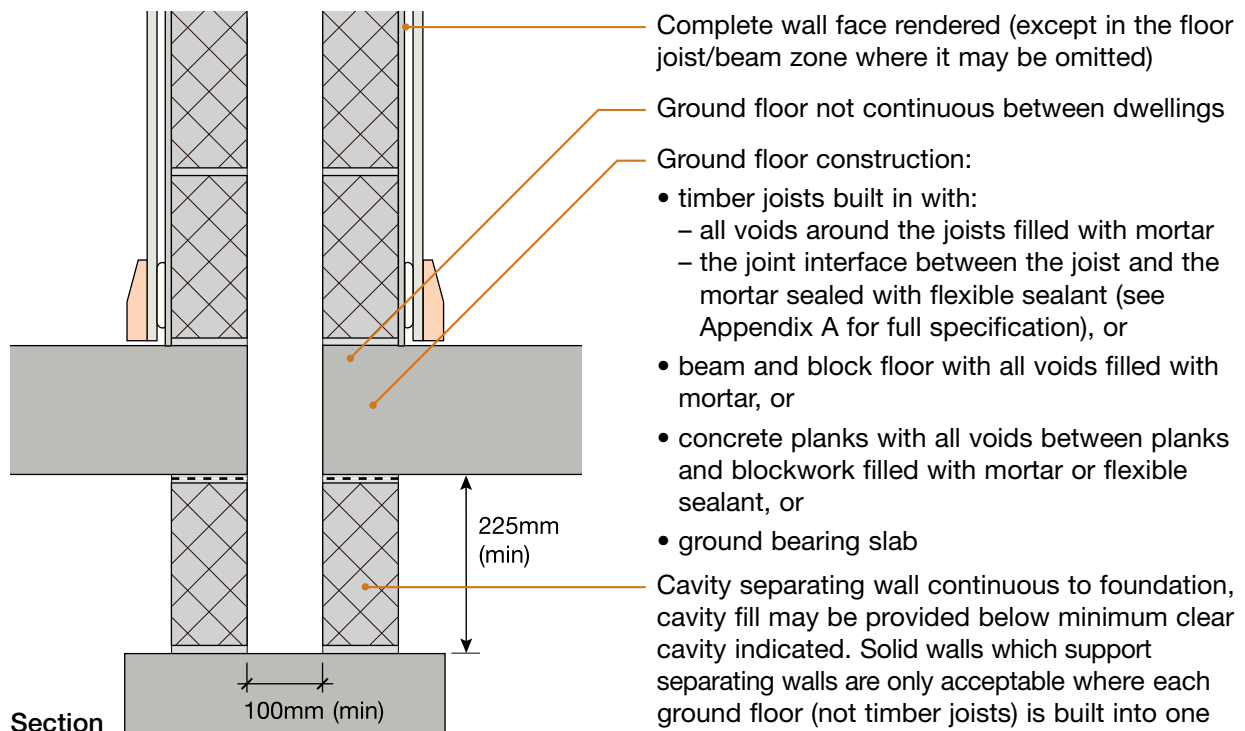 Complete wall face rendered (except in the floor
joist/beam zone where it may be omitted)
Ground floor not continuous between dwellings
Ground floor construction:
• timber joists built in with:
– all voids around the joists filled with mortar
– the joint interface between the joist and the
mortar sealed with flexible sealant (see
Appendix A for full specification), or
• beam and block floor with all voids filled with
mortar, or
• concrete planks with all voids between planks
and blockwork filled with mortar or flexible
sealant, or
• ground bearing slab
225mm
(min)
Cavity separating wall continuous to foundation,
cavity fill may be provided below minimum clear
cavity indicated. Solid walls which support
separating walls are only acceptable where each
ground floor (not timber joists) is built into one
100mm (min)
Section